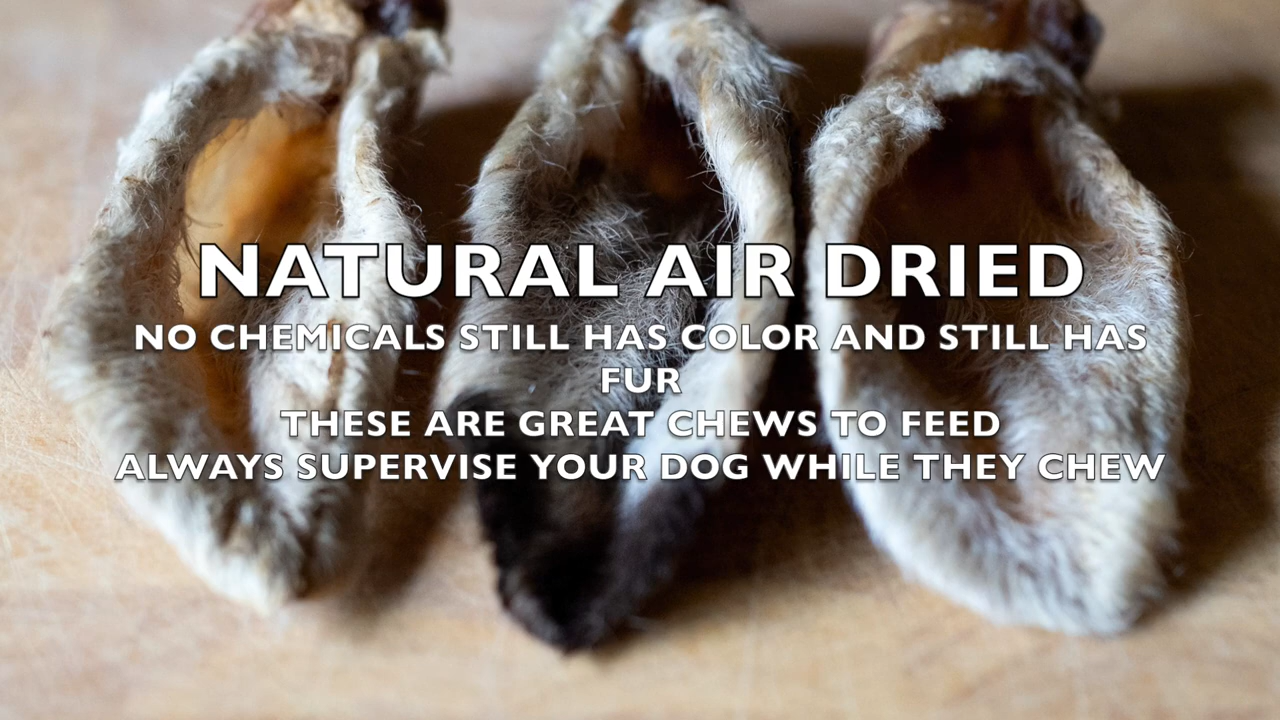 NATURAL AIR DRIED
NO CHEMICALS STILL HAS COLOR AND STILL HAS
FUR
THESE ARE GREAT CHEWS TO FEED
ALWAYS SUPERVISE YOUR DOG WHILE THEY CHEW